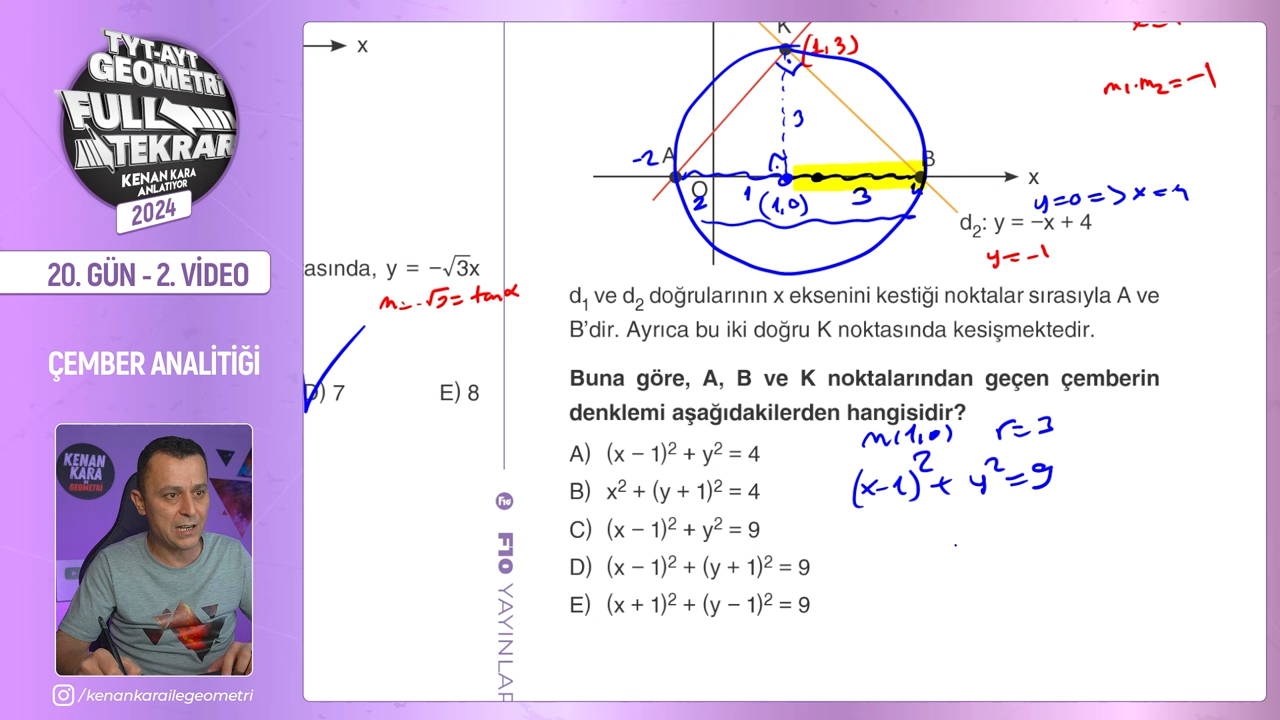 TYT-AYT
GEOMETRİ
FULL
TEKRAR
KENAN KARA
ANLATIYOR
2024
20. GÜN - 2. VİDEO
ÇEMBER ANALİTİĞİ
KENAN
KARA
GEOMETRI
/kenankarailegeometri
x
asında, y = −√3x
m=-√3= tanα
D) 7
E) 8
F10
F10 YAYINLAR
K
(1,3)
m₁.m₂=-1
3
-2 A
B
O
2
1
(1,0)
3
4
x
y=0=>x=4
d₂: y = −x + 4
y=-1
d₁ ve d₂ doğrularının x eksenini kestiği noktalar sırasıyla A ve
B'dir. Ayrıca bu iki doğru K noktasında kesişmektedir.
Buna göre, A, B ve K noktalarından geçen çemberin
denklemi aşağıdakilerden hangisidir?
M(1,0) r=3
(x-1)² + y² = 9
A) (x − 1)² + y² = 4
B) x² + (y + 1)² = 4
C) (x − 1)² + y² = 9
D) (x − 1)² + (y + 1)² = 9
E) (x + 1)² + (y − 1)² = 9